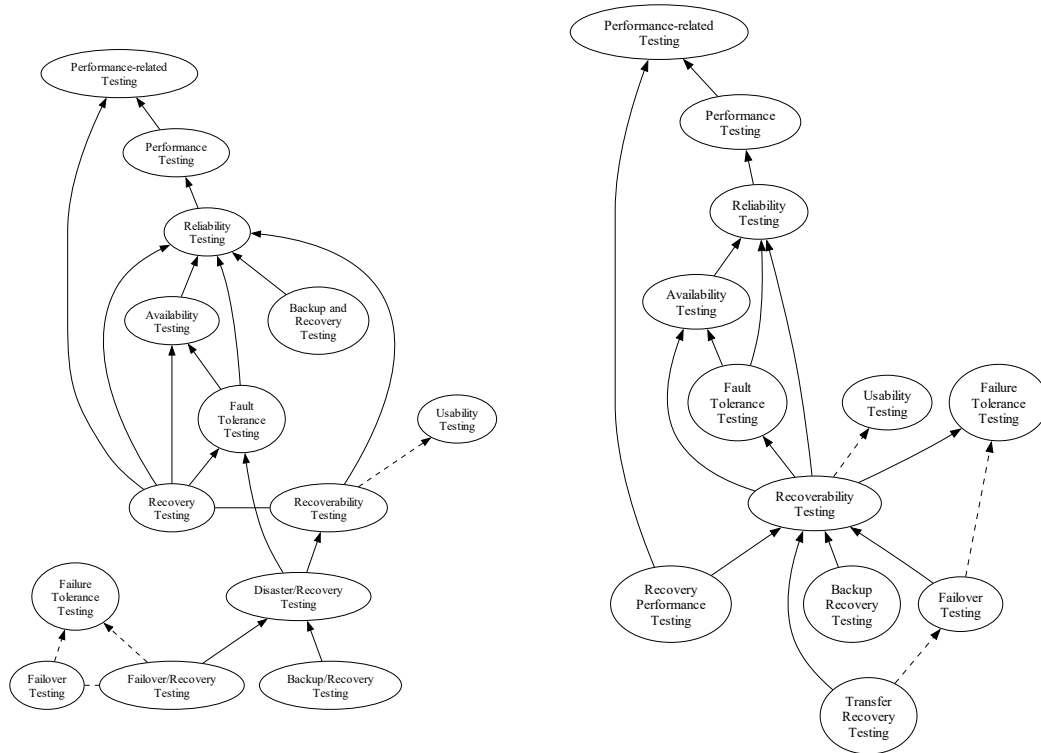 Performance-related
Testing
Performance
Testing
Reliability
Testing
Availability
Testing
Backup and
Recovery
Testing
Fault
Tolerance
Testing
Usability
Testing
Recovery
Testing
Recoverability
Testing
Failure
Tolerance
Testing
Disaster/Recovery
Testing
Failover
Testing
Failover/Recovery
Testing
Backup/Recovery
Testing
Performance-related
Testing
Performance
Testing
Reliability
Testing
Availability
Testing
Fault
Tolerance
Testing
Usability
Testing
Failure
Tolerance
Testing
Recoverability
Testing
Recovery
Performance
Testing
Backup
Recovery
Testing
Failover
Testing
Transfer
Recovery
Testing